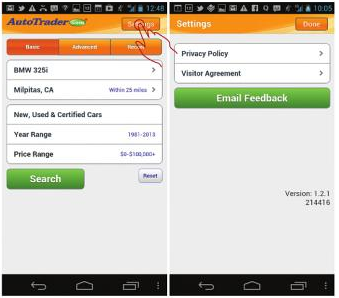 12:48
AutoTrader.com
Settings
Basic
Advanced
Recent
BMW 325i
Milpitas, CA
Within 25 miles
New, Used & Certified Cars
Year Range
1981-2013
Price Range
$0-$100,000+
Search
Reset
10:05
Settings
Done
Privacy Policy
Visitor Agreement
Email Feedback
Version: 1.2.1
214416